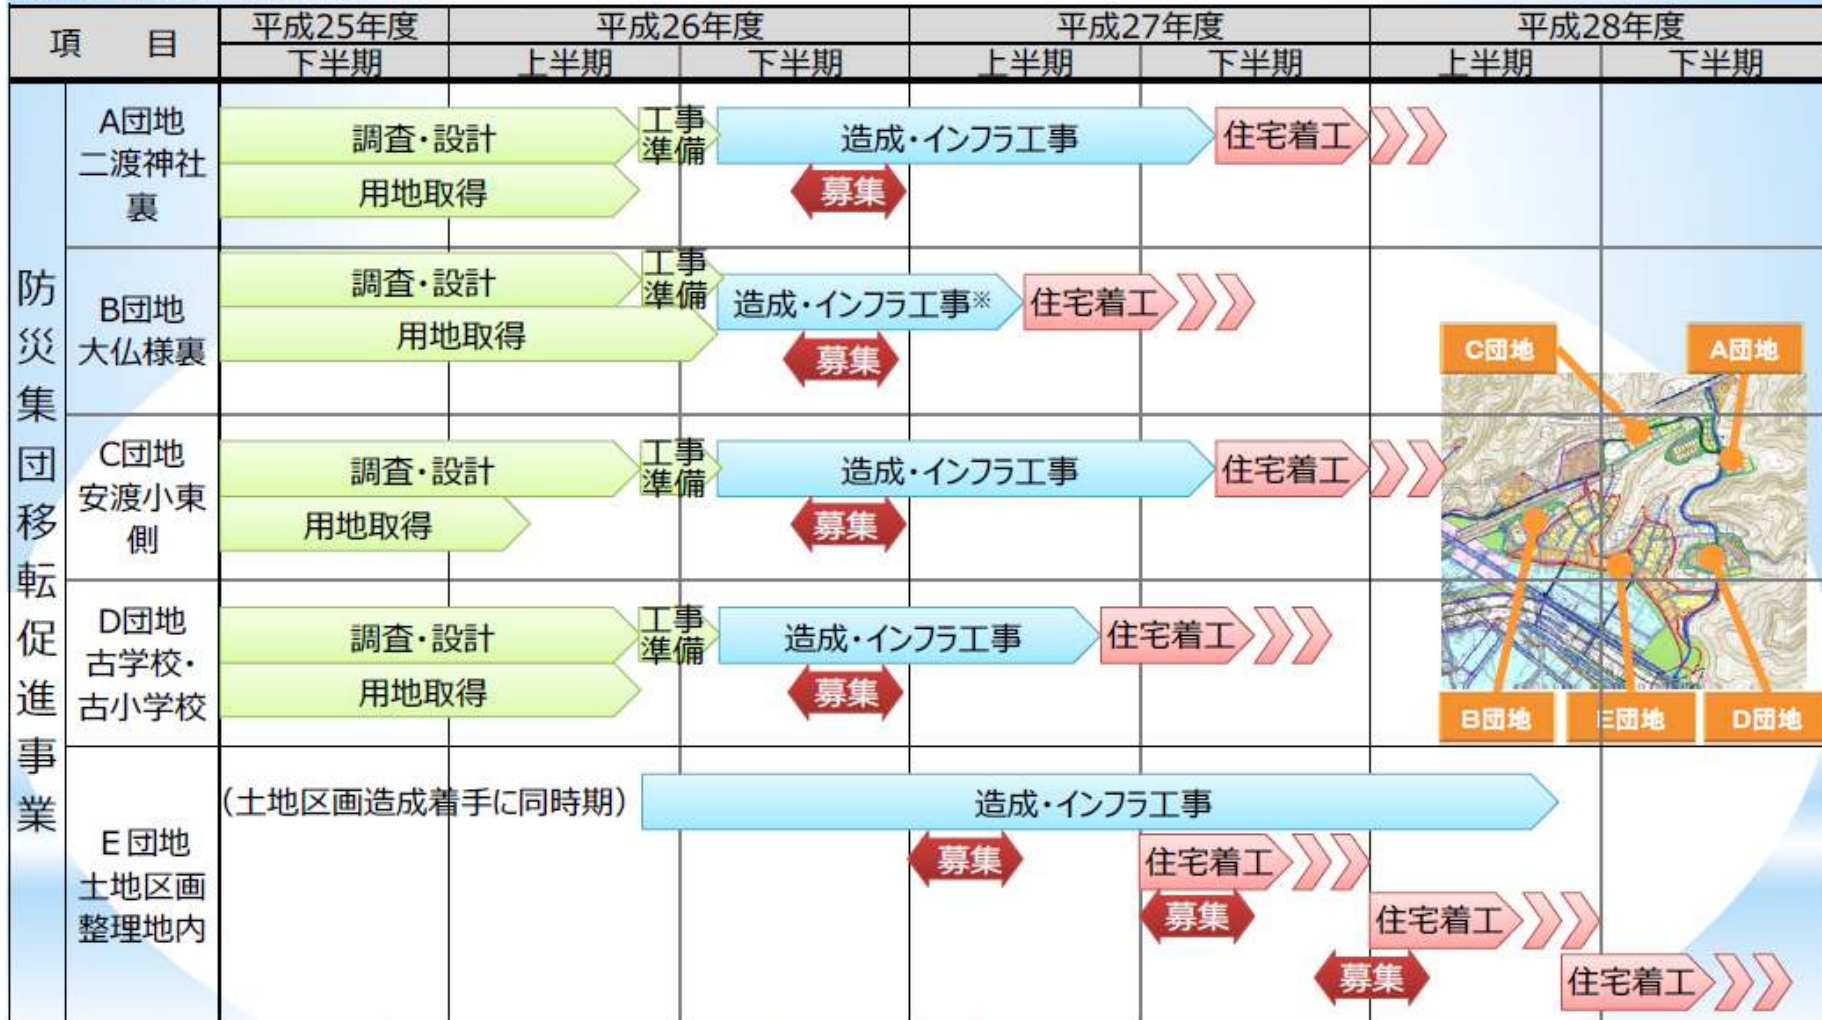 項　目
平成25年度
平成26年度
平成27年度
平成28年度
下半期
上半期
下半期
上半期
下半期
上半期
下半期
防災集団移転促進事業
A団地
二渡神社
裏
調査・設計
工事
準備
造成・インフラ工事
住宅着工
用地取得
募集
B団地
大仏様裏
調査・設計
工事
準備
造成・インフラ工事※
住宅着工
用地取得
募集
C団地
安渡小東
側
調査・設計
工事
準備
造成・インフラ工事
住宅着工
用地取得
募集
D団地
古学校・
古小学校
調査・設計
工事
準備
造成・インフラ工事
住宅着工
用地取得
募集
E団地
土地区画
整理地内
（土地区画造成着手に同時期）
造成・インフラ工事
募集
住宅着工
募集
住宅着工
募集
住宅着工
C団地
A団地
B団地
E団地
D団地